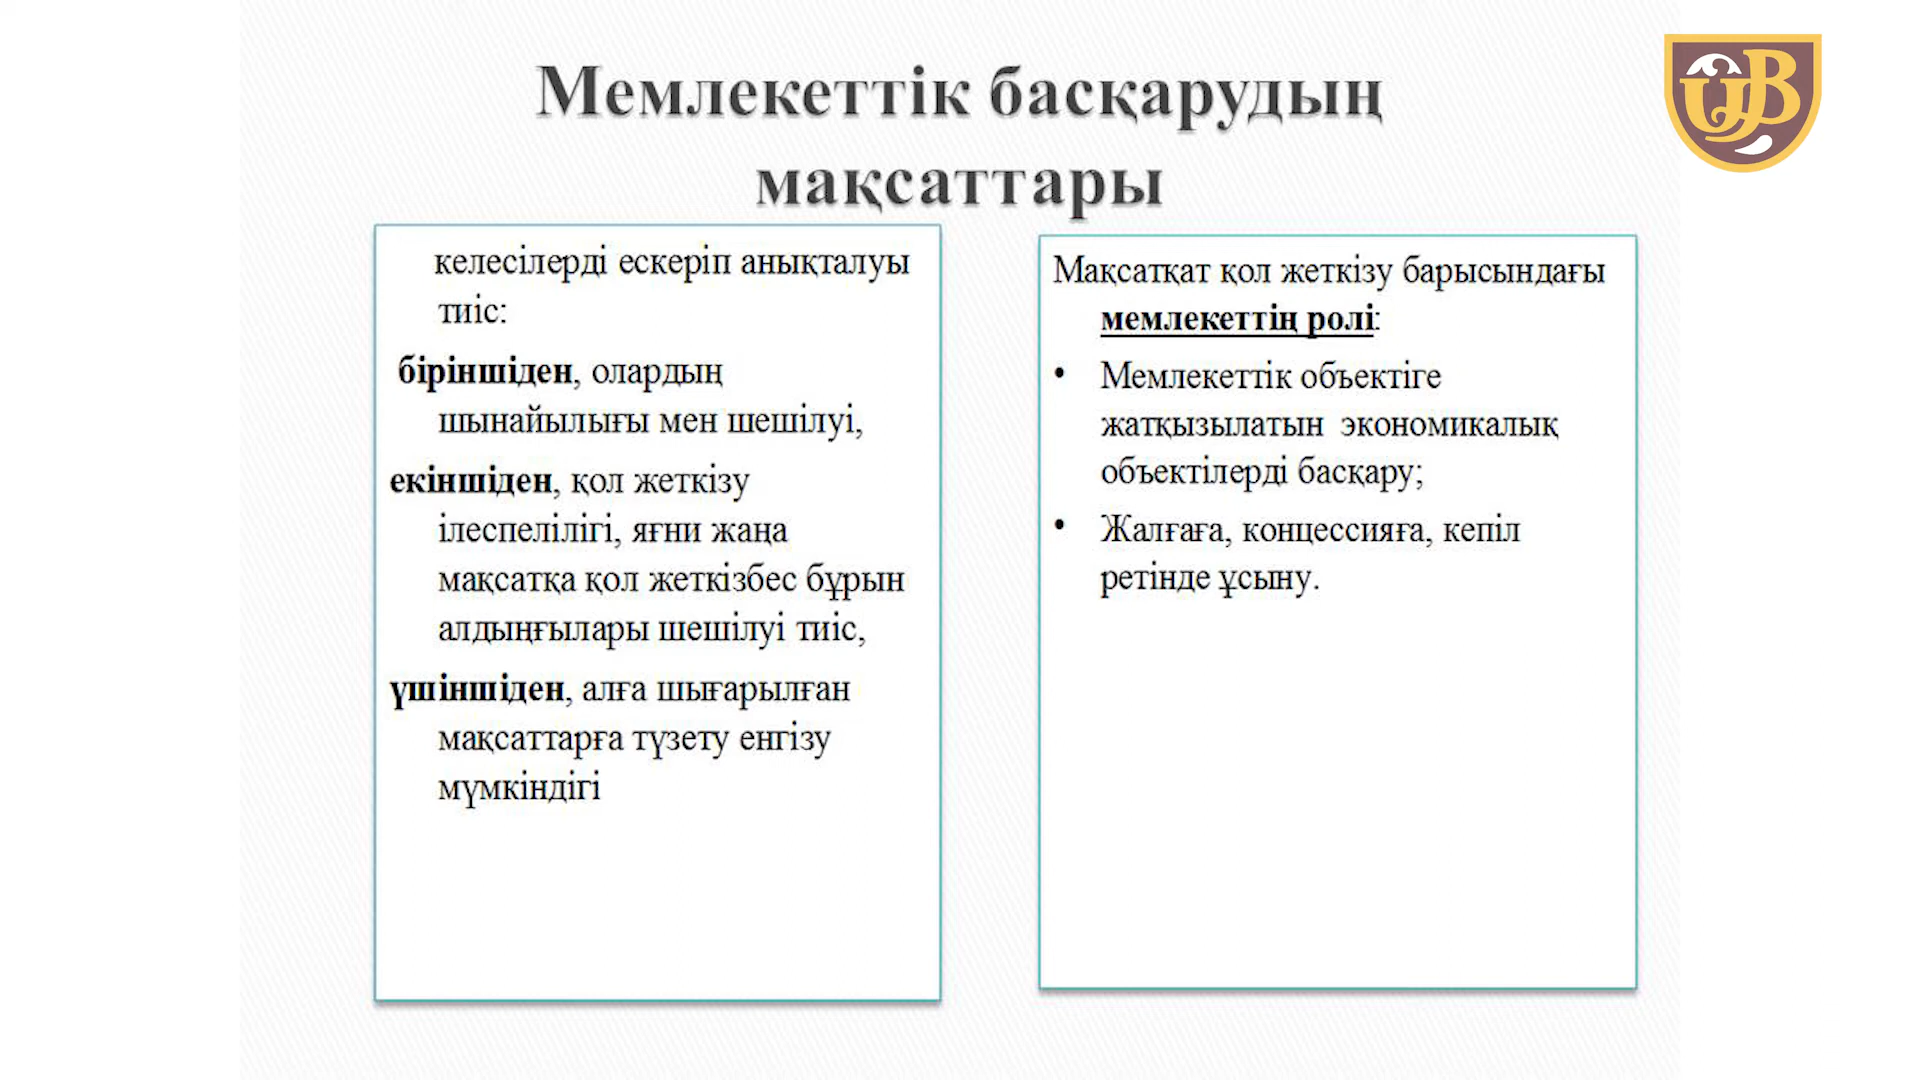 Мемлекеттік басқарудың
мақсаттары
келесілерді ескеріп анықталуы
тиіс:
біріншіден, олардың
шынайылығы мен шешілуі,
екіншіден, қол жеткізу
ілеспелілігі, яғни жаңа
мақсатқа қол жеткізбес бұрын
алдыңғылары шешілуі тиіс,
үшіншіден, алға шығарылған
мақсаттарға түзету енгізу
мүмкіндігі
Мақсатқат қол жеткізу барысындағы
мемлекеттің ролі:
• Мемлекеттік объектіге
жатқызылатын  экономикалық
объектілерді басқару;
• Жалғаға, концессияға, кепіл
ретінде ұсыну.